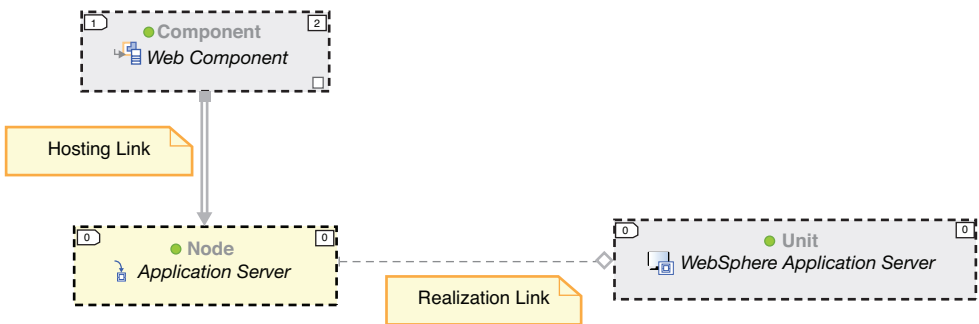 1
2
Component
Web Component
Hosting Link
0
0
Node
Application Server
0
0
Unit
WebSphere Application Server
Realization Link